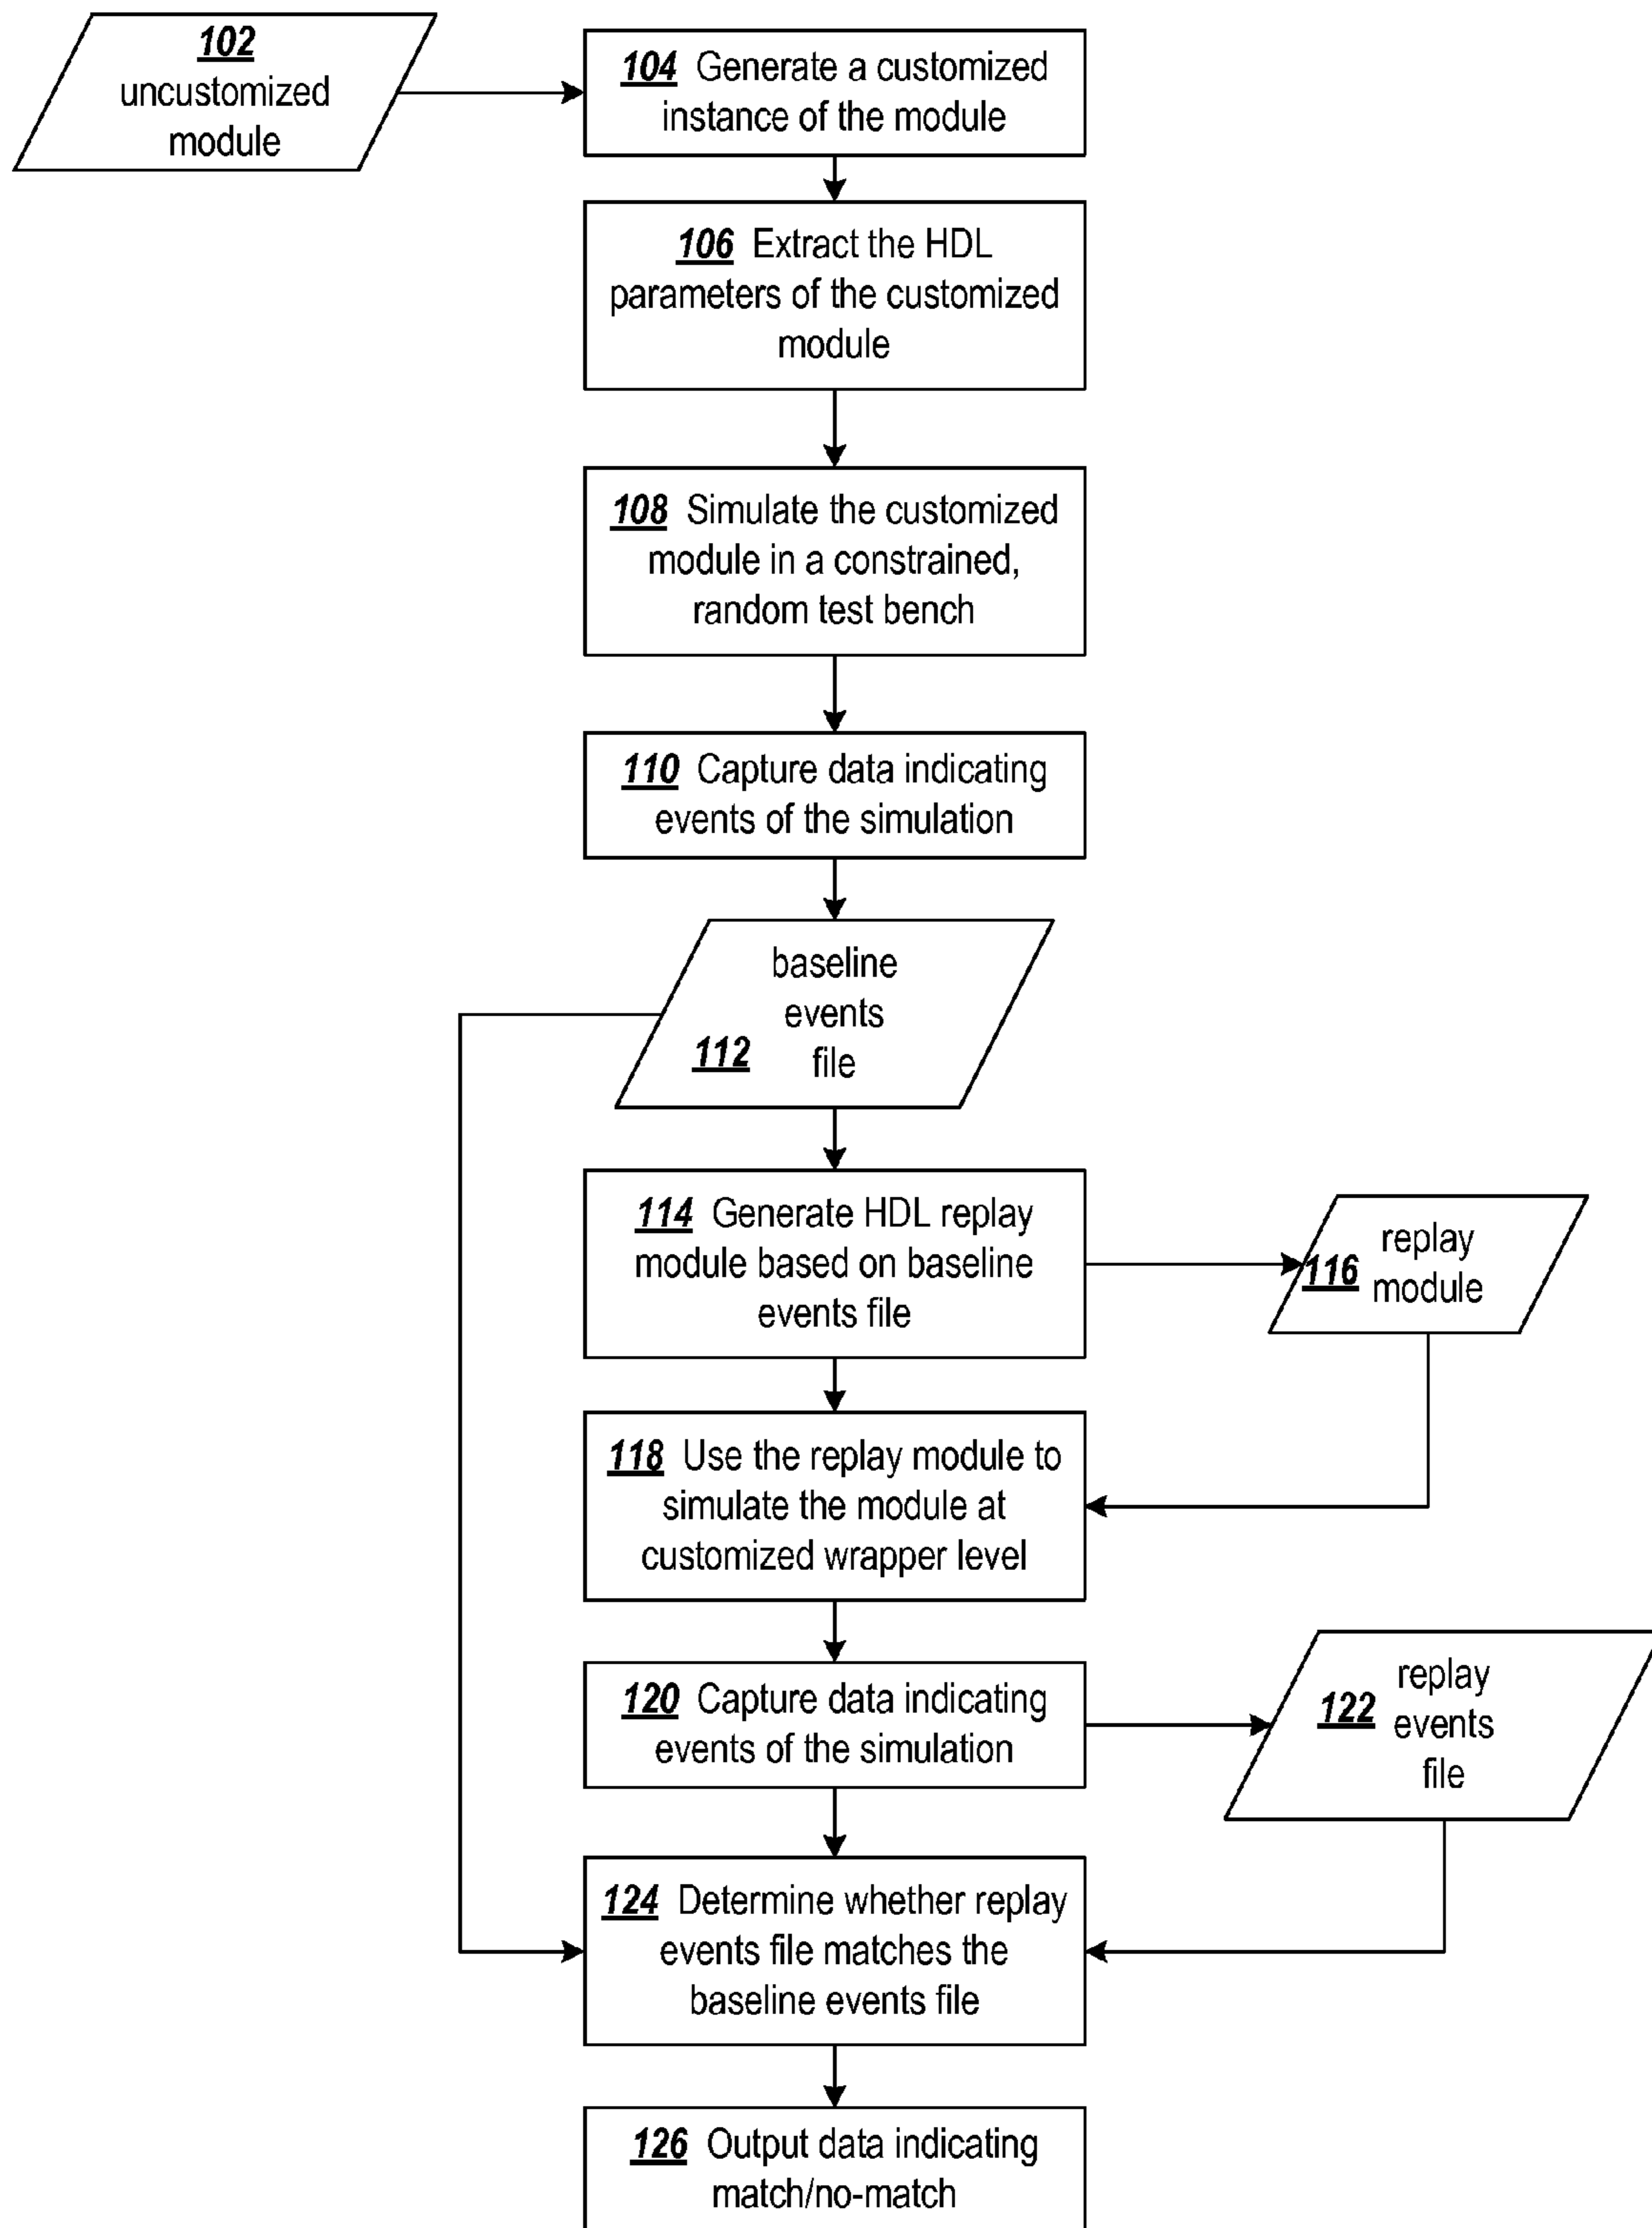 102
uncustomized
module
104 Generate a customized
instance of the module
106 Extract the HDL
parameters of the customized
module
108 Simulate the customized
module in a constrained,
random test bench
110 Capture data indicating
events of the simulation
baseline
events
112 file
114 Generate HDL replay
module based on baseline
events file
replay
116 module
118 Use the replay module to
simulate the module at
customized wrapper level
120 Capture data indicating
events of the simulation
replay
122 events
file
124 Determine whether replay
events file matches the
baseline events file
126 Output data indicating
match/no-match